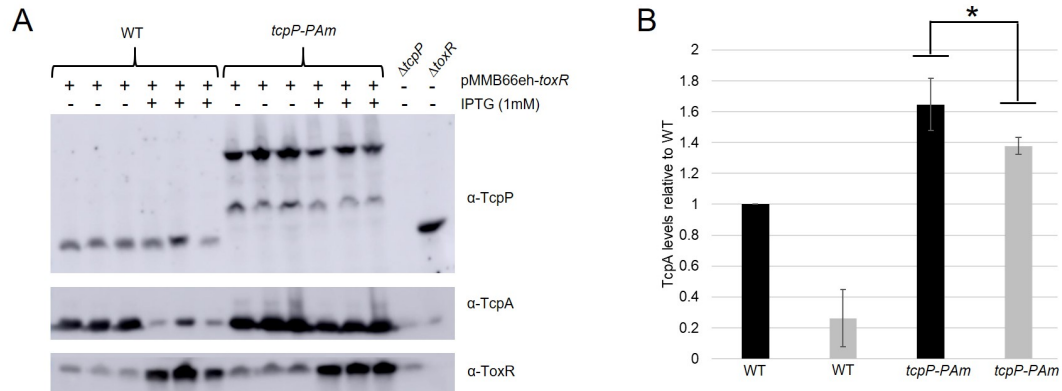 A
WT
tcpP-PAm
ΔtcpP
ΔtoxR
+ + + + + + + + + + + + - - pMMB66eh-toxR
- - - + + + - - - + + + - - IPTG (1mM)
α-TcpP
α-TcpA
α-ToxR
B
*
TcpA levels relative to WT
2
1.8
1.6
1.4
1.2
1
0.8
0.6
0.4
0.2
0
WT WT tcpP-PAm tcpP-PAm